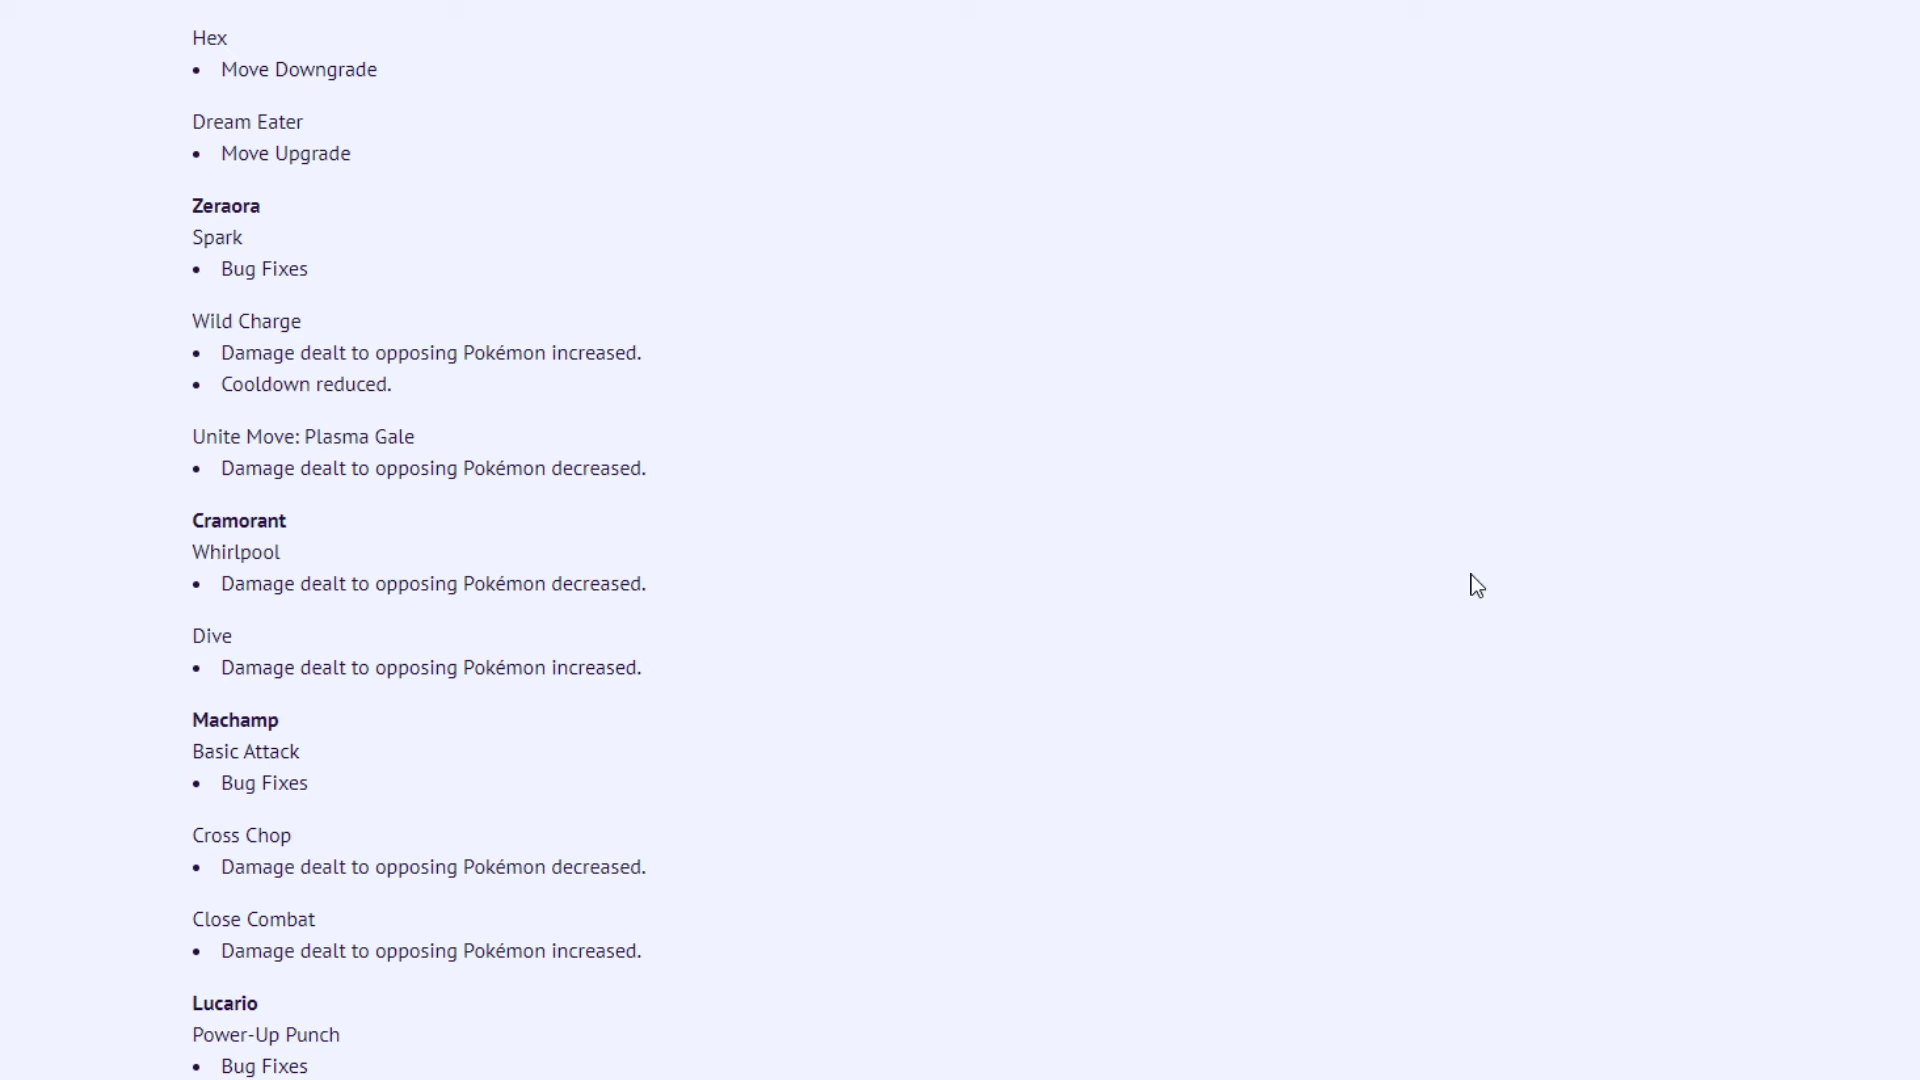 Hex
• Move Downgrade
Dream Eater
• Move Upgrade
Zeraora
Spark
• Bug Fixes
Wild Charge
• Damage dealt to opposing Pokémon increased.
• Cooldown reduced.
Unite Move: Plasma Gale
• Damage dealt to opposing Pokémon decreased.
Cramorant
Whirlpool
• Damage dealt to opposing Pokémon decreased.
Dive
• Damage dealt to opposing Pokémon increased.
Machamp
Basic Attack
• Bug Fixes
Cross Chop
• Damage dealt to opposing Pokémon decreased.
Close Combat
• Damage dealt to opposing Pokémon increased.
Lucario
Power-Up Punch
• Bug Fixes